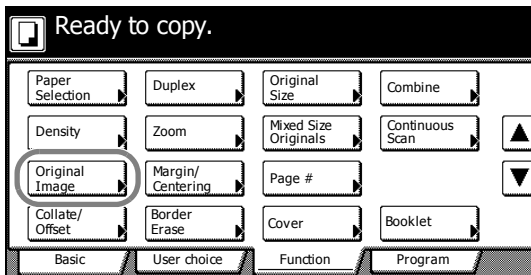 Ready to copy.
Paper
Selection
Duplex
Original
Size
Combine
Density
Zoom
Mixed Size
Originals
Continuous
Scan
Original
Image
Margin/
Centering
Page #
Collate/
Offset
Border
Erase
Cover
Booklet
Basic
User choice
Function
Program